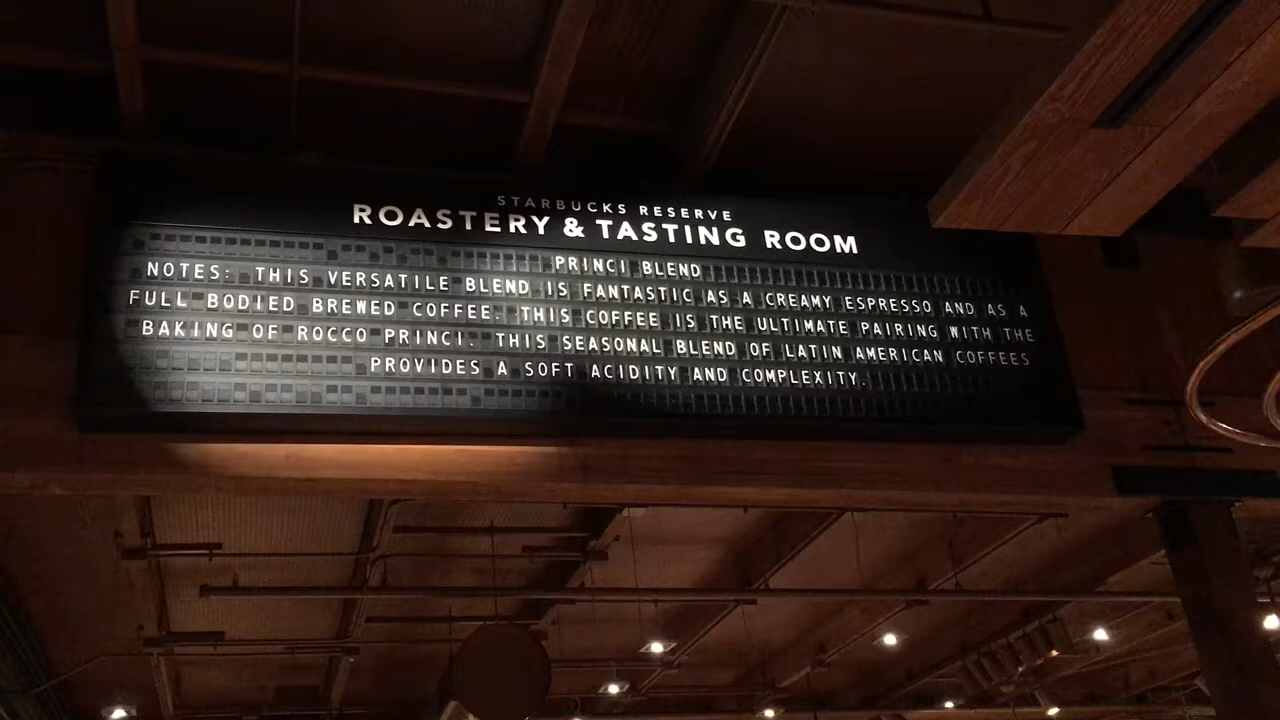 STARBUCKS RESERVE
ROASTERY & TASTING ROOM
PRINCI BLEND
NOTES: THIS VERSATILE BLEND IS FANTASTIC AS A CREAMY ESPRESSO AND AS A
FULL BODIED BREWED COFFEE. THIS COFFEE IS THE ULTIMATE PAIRING WITH THE
BAKING OF ROCCO PRINCI. THIS SEASONAL BLEND OF LATIN AMERICAN COFFEES
PROVIDES A SOFT ACIDITY AND COMPLEXITY.